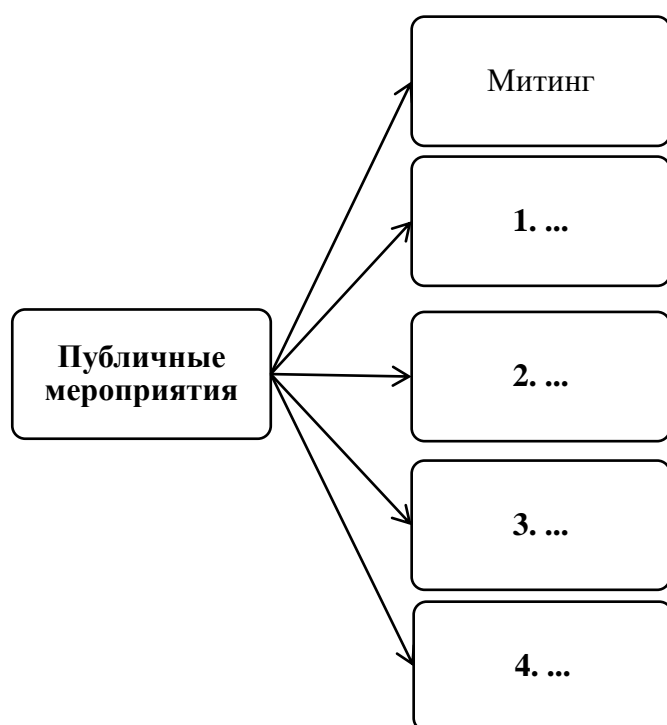 Митинг
1. ...
2. ...
Публичные
мероприятия
3. ...
4. ...